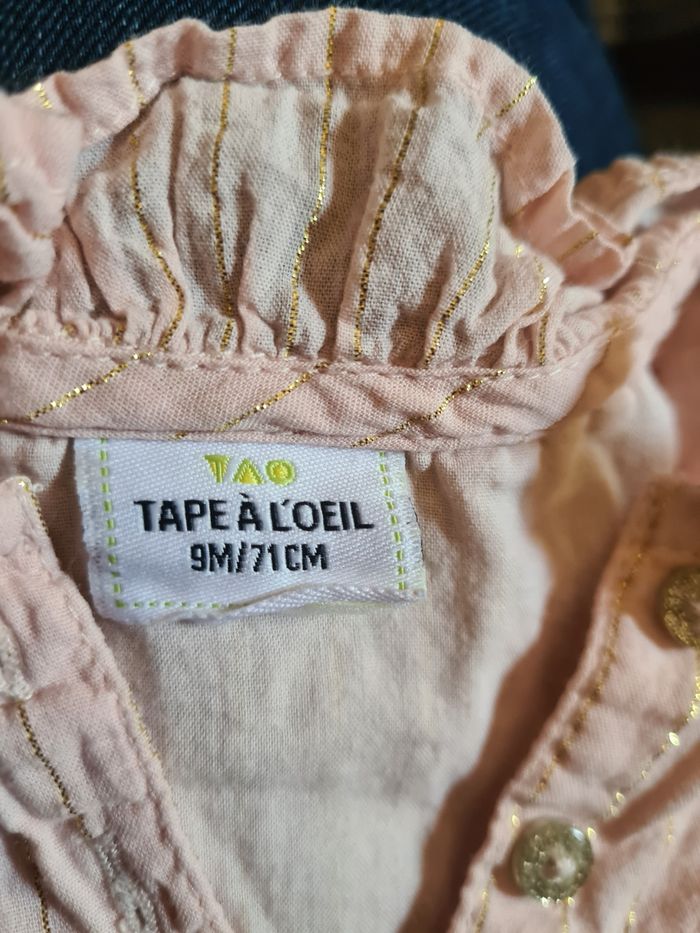 TAO
TAPE À L'OEIL
9M/71CM